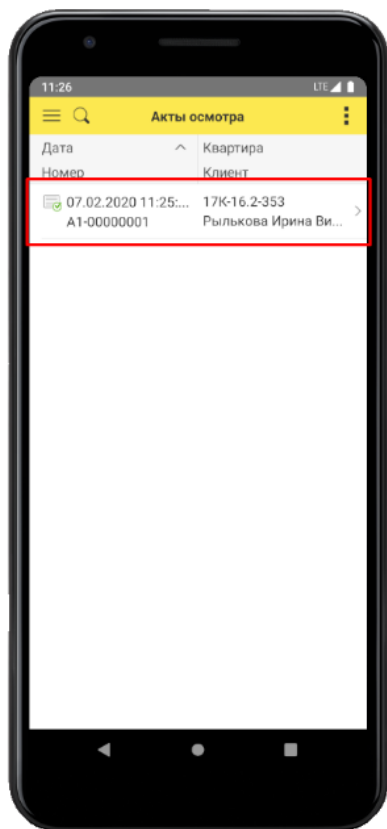 11:26 LTE
Акты осмотра
Дата Квартира
Номер Клиент
07.02.2020 11:25:... 17К-16.2-353
А1-00000001 Рылькова Ирина Ви...